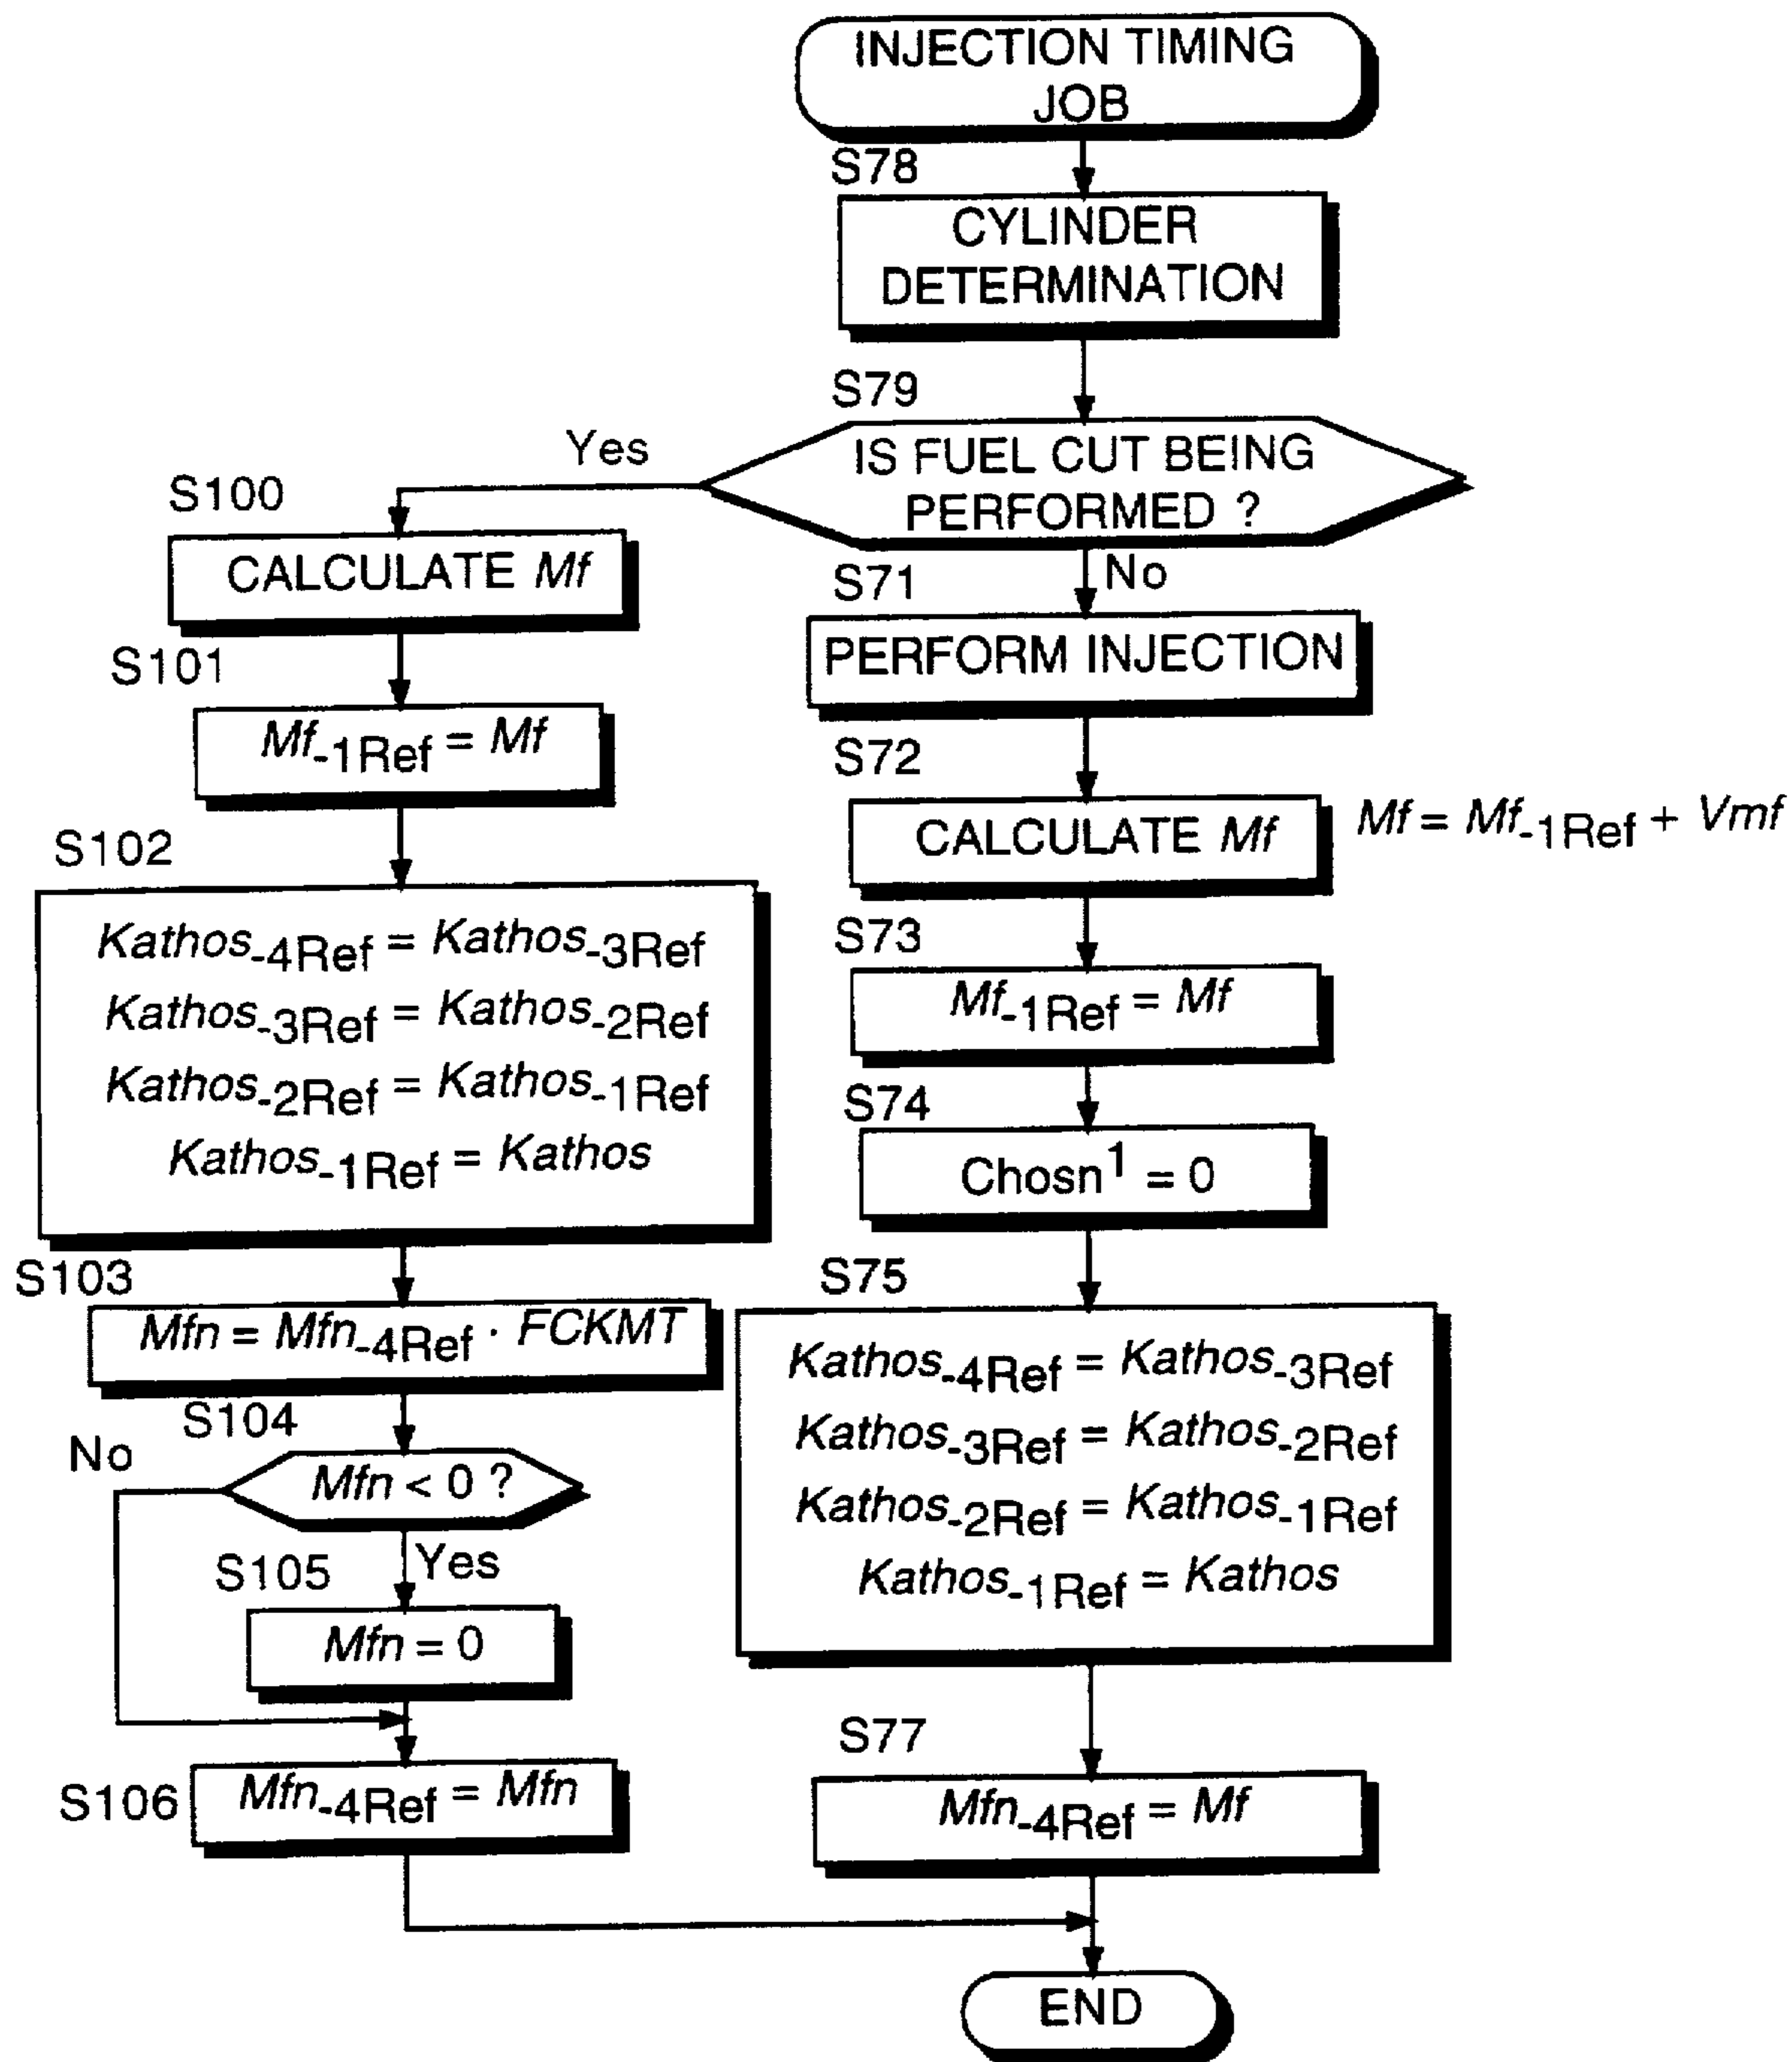 INJECTION TIMING
JOB
S78
CYLINDER
DETERMINATION
S79
IS FUEL CUT BEING
PERFORMED ?
Yes
No
S100
CALCULATE Mf
S101
Mf-1Ref = Mf
S102
Kathos-4Ref = Kathos-3Ref
Kathos-3Ref = Kathos-2Ref
Kathos-2Ref = Kathos-1Ref
Kathos-1Ref = Kathos
S103
Mfn = Mfn-4Ref · FCKMT
S104
Mfn < 0 ?
No
Yes
S105
Mfn = 0
S106
Mfn-4Ref = Mfn
S71
PERFORM INJECTION
S72
CALCULATE Mf
Mf = Mf-1Ref + Vmf
S73
Mf-1Ref = Mf
S74
Chosn¹ = 0
S75
Kathos-4Ref = Kathos-3Ref
Kathos-3Ref = Kathos-2Ref
Kathos-2Ref = Kathos-1Ref
Kathos-1Ref = Kathos
S77
Mfn-4Ref = Mf
END